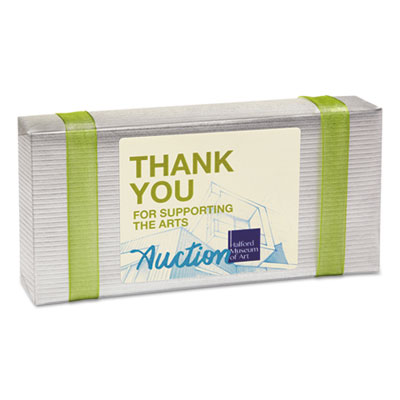 THANK
YOU
FOR SUPPORTING
THE ARTS
Auction
Halford
Museum
of Art